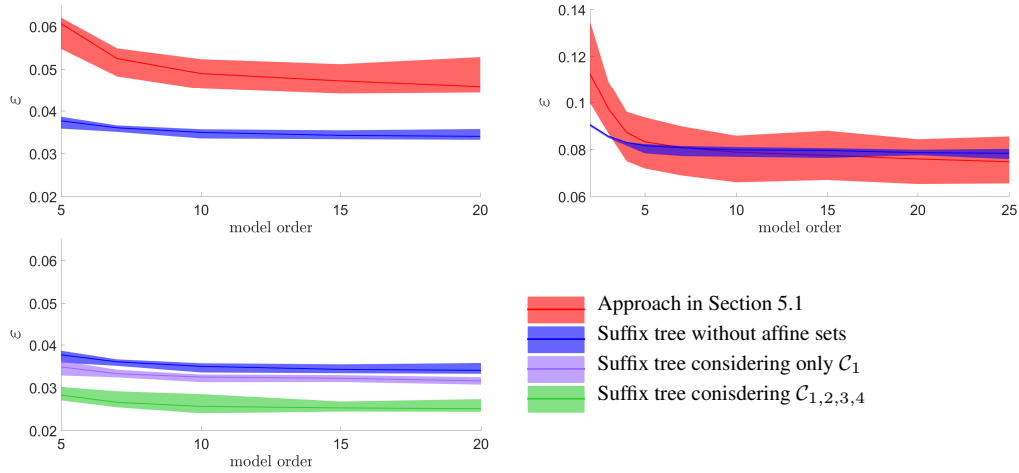 0.06
0.05
0.04
0.03
0.02
ε
5
10
15
20
model order
0.14
0.12
0.1
0.08
0.06
ε
5
10
15
20
25
model order
0.06
0.05
0.04
0.03
0.02
ε
5
10
15
20
model order
Approach in Section 5.1
Suffix tree without affine sets
Suffix tree considering only 𝒞₁
Suffix tree conisdering 𝒞₁,₂,₃,₄